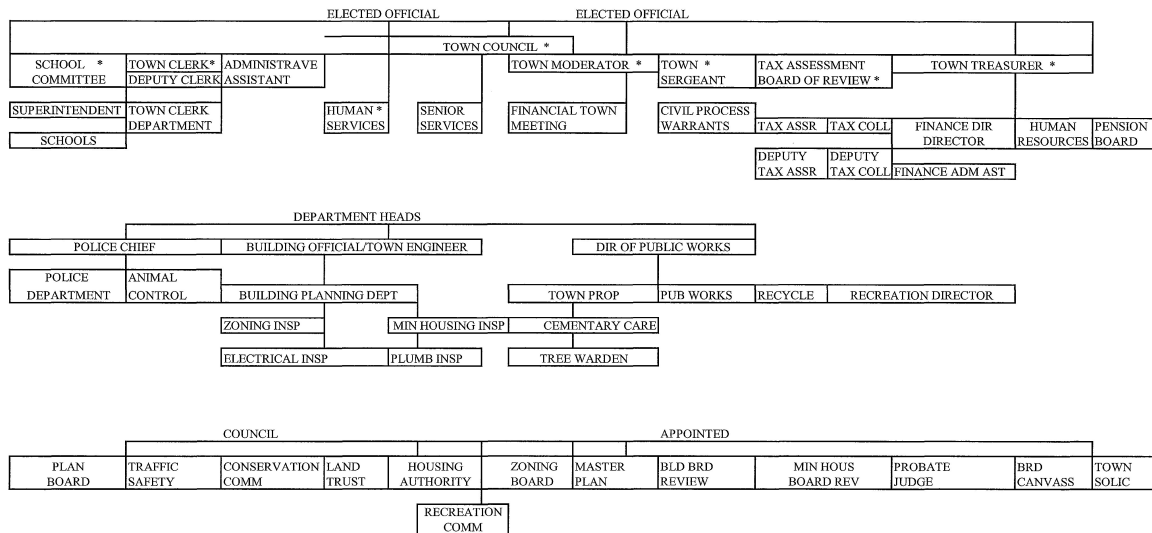 ELECTED OFFICIAL ELECTED OFFICIAL
TOWN COUNCIL *
SCHOOL * TOWN CLERK* ADMINISTRAVE TOWN MODERATOR * TOWN * TAX ASSESSMENT TOWN TREASURER *
COMMITTEE DEPUTY CLERK ASSISTANT SERGEANT BOARD OF REVIEW *
SUPERINTENDENT TOWN CLERK HUMAN * SENIOR FINANCIAL TOWN CIVIL PROCESS
DEPARTMENT SERVICES SERVICES MEETING WARRANTS
SCHOOLS
TAX ASSR TAX COLL FINANCE DIR HUMAN PENSION
DIRECTOR RESOURCES BOARD
DEPUTY DEPUTY
TAX ASSR TAX COLL FINANCE ADM AST
DEPARTMENT HEADS
POLICE CHIEF BUILDING OFFICIAL/TOWN ENGINEER DIR OF PUBLIC WORKS
POLICE ANIMAL
DEPARTMENT CONTROL BUILDING PLANNING DEPT TOWN PROP PUB WORKS RECYCLE RECREATION DIRECTOR
ZONING INSP MIN HOUSING INSP CEMENTARY CARE
ELECTRICAL INSP PLUMB INSP TREE WARDEN
COUNCIL APPOINTED
PLAN TRAFFIC CONSERVATION LAND HOUSING ZONING MASTER BLD BRD MIN HOUS PROBATE BRD TOWN
BOARD SAFETY COMM TRUST AUTHORITY BOARD PLAN REVIEW BOARD REV JUDGE CANVASS SOLIC
RECREATION
COMM